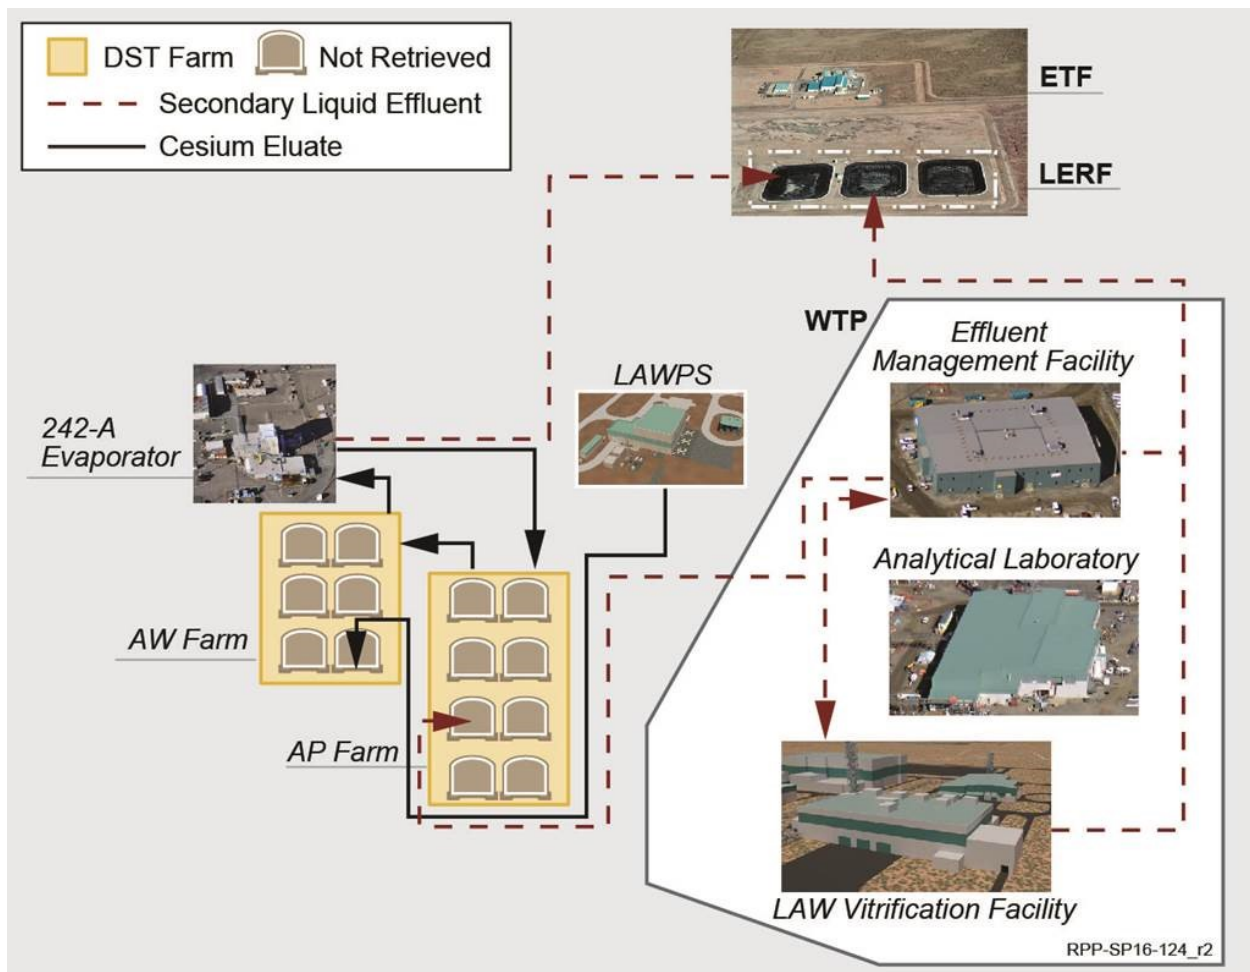 DST Farm
Not Retrieved
Secondary Liquid Effluent
Cesium Eluate
ETF
LERF
WTP
Effluent
Management Facility
LAWPS
242-A
Evaporator
Analytical Laboratory
AW Farm
AP Farm
LAW Vitrification Facility
RPP-SP16-124_r2